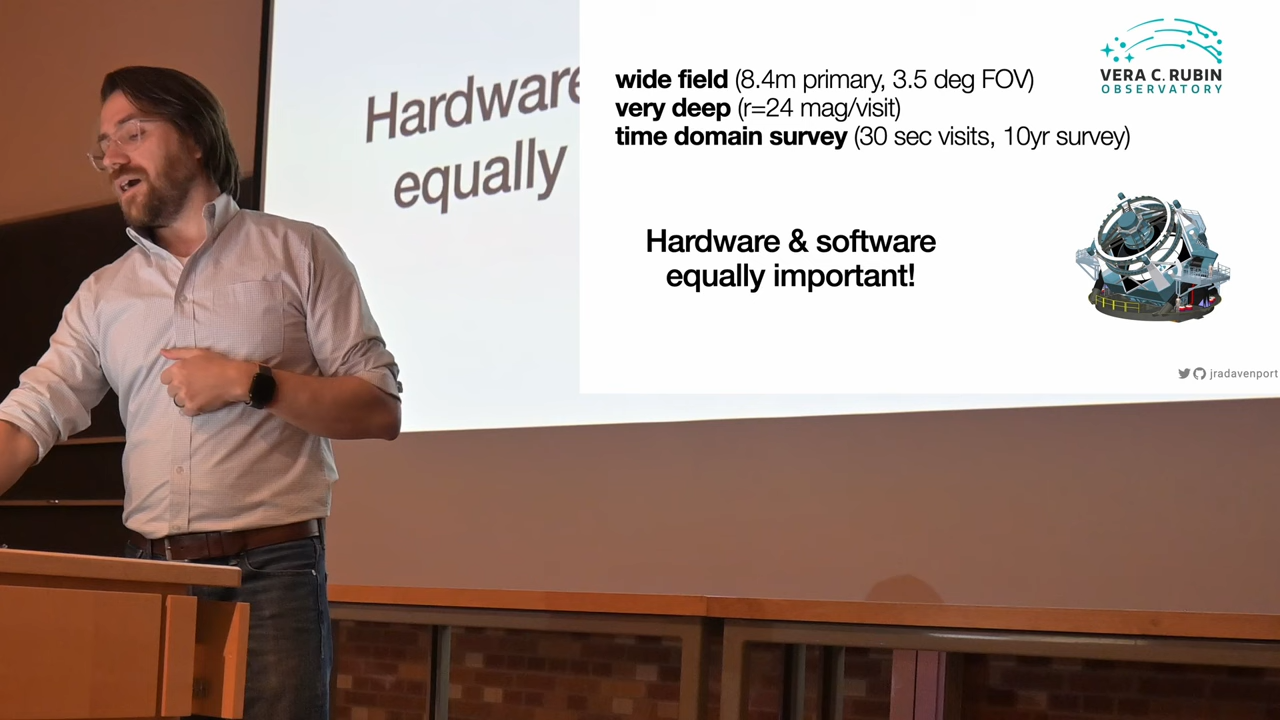 Hardware
equally
wide field (8.4m primary, 3.5 deg FOV)
very deep (r=24 mag/visit)
time domain survey (30 sec visits, 10yr survey)
Hardware & software
equally important!
VERA C. RUBIN
OBSERVATORY
jradavenport